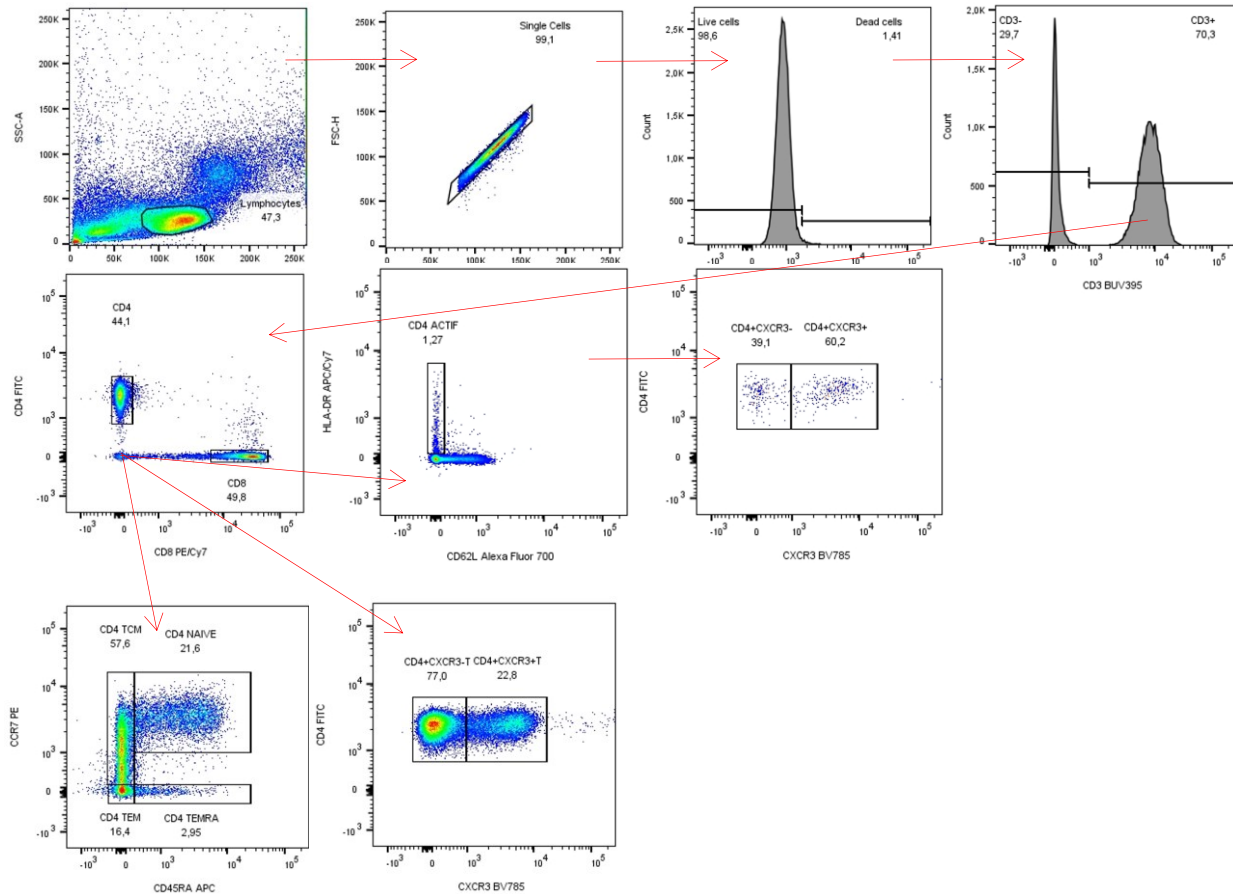 250K
200K
150K
100K
50K
0
SSC-A
Lymphocytes
47,3
0 50K 100K 150K 200K 250K
250K
200K
150K
100K
50K
0
FSC-H
Single Cells
99,1
0 50K 100K 150K 200K 250K
2,5K
2,0K
1,5K
1,0K
500
0
Count
Live cells
98,6
Dead cells
1,41
-10³ 0 10³ 10⁴ 10⁵
2,0K
1,5K
1,0K
500
0
Count
CD3-
29,7
CD3+
70,3
-10³ 0 10³ 10⁴ 10⁵
CD3 BUV395
10⁵
10⁴
10³
0
-10³
CD4 FITC
CD4
44,1
CD8
49,8
-10³ 0 10³ 10⁴ 10⁵
CD8 PE/Cy7
10⁵
10⁴
10³
0
-10³
HLA-DR APC/Cy7
CD4 ACTIF
1,27
-10³ 0 10³ 10⁴ 10⁵
CD62L Alexa Fluor 700
10⁵
10⁴
10³
0
-10³
CD4 FITC
CD4+CXCR3-
39,1
CD4+CXCR3+
60,2
-10³ 0 10³ 10⁴ 10⁵
CXCR3 BV785
10⁵
10⁴
10³
0
-10³
CCR7 PE
CD4 TCM
57,6
CD4 NAIVE
21,6
CD4 TEM
16,4
CD4 TEMRA
2,95
-10³ 0 10³ 10⁴ 10⁵
CD45RA APC
10⁵
10⁴
10³
0
-10³
CD4 FITC
CD4+CXCR3-T
77,0
CD4+CXCR3+T
22,8
-10³ 0 10³ 10⁴ 10⁵
CXCR3 BV785